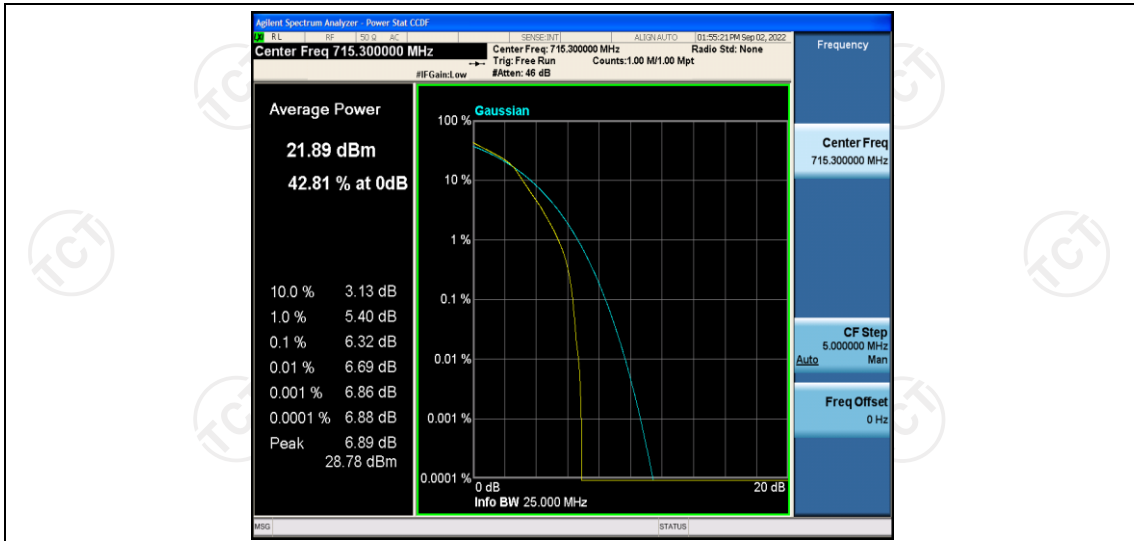 Agilent Spectrum Analyzer - Power Stat CCDF
LXI RL RF 50 Ω AC SENSE:INT ALIGN AUTO 01:55:21 PM Sep 02, 2022
Center Freq 715.300000 MHz
Center Freq: 715.300000 MHz Radio Std: None
Trig: Free Run Counts:1.00 M/1.00 Mpt
#IFGain:Low #Atten: 46 dB
Frequency
Center Freq
715.300000 MHz
CF Step
5.000000 MHz
Auto Man
Freq Offset
0 Hz
Average Power
21.89 dBm
42.81 % at 0dB
10.0 % 3.13 dB
1.0 % 5.40 dB
0.1 % 6.32 dB
0.01 % 6.69 dB
0.001 % 6.86 dB
0.0001 % 6.88 dB
Peak 6.89 dB
28.78 dBm
Gaussian
100 %
10 %
1 %
0.1 %
0.01 %
0.001 %
0.0001 %
0 dB 20 dB
Info BW 25.000 MHz
MSG STATUS
TCT
TCT
TCT
TCT
TCT
TCT